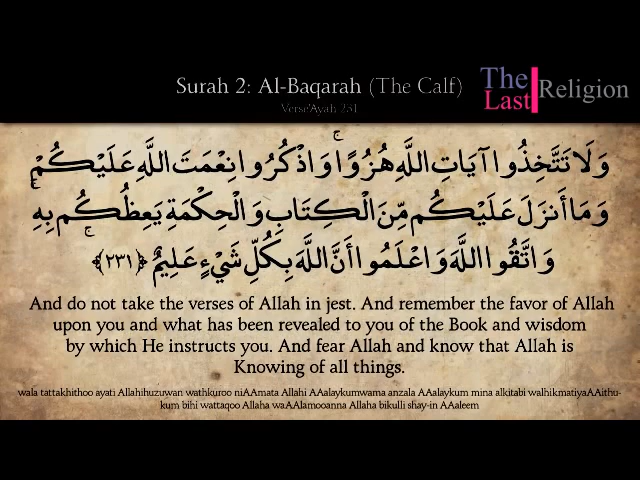 Surah 2: Al-Baqarah (The Calf)
Verse/Ayah 231
The
Last Religion
وَلَا تَتَّخِذُوا آيَاتِ اللَّهِ هُزُوًا ۚ وَاذْكُرُوا نِعْمَتَ اللَّهِ عَلَيْكُمْ
وَمَا أَنزَلَ عَلَيْكُم مِّنَ الْكِتَابِ وَالْحِكْمَةِ يَعِظُكُم بِهِ ۚ
وَاتَّقُوا اللَّهَ وَاعْلَمُوا أَنَّ اللَّهَ بِكُلِّ شَيْءٍ عَلِيمٌ ﴿٢٣١﴾
And do not take the verses of Allah in jest. And remember the favor of Allah
upon you and what has been revealed to you of the Book and wisdom
by which He instructs you. And fear Allah and know that Allah is
Knowing of all things.
wala tattakhithoo ayati Allahihuzuwan wathkuroo niAAmata Allahi AAalaykumwama anzala AAalaykum mina alkitabi walhikmatiyaAAithu-
kum bihi wattaqoo Allaha waAAlamooanna Allaha bikulli shay-in AAaleem